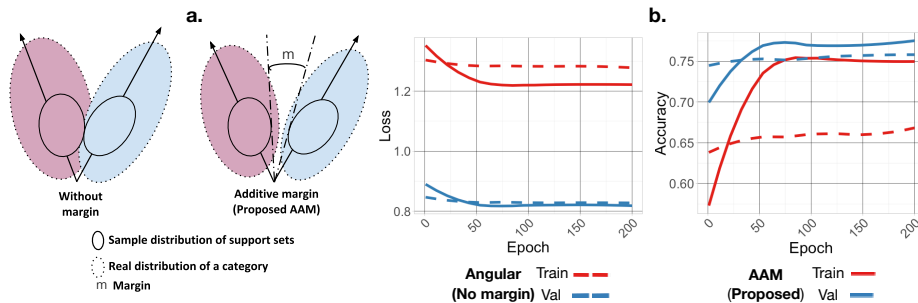 a.
m
Without
margin
Additive margin
(Proposed AAM)
Sample distribution of support sets
Real distribution of a category
m Margin
b.
Loss
1.2
1.0
0.8
0 50 100 150 200
Epoch
Accuracy
0.75
0.70
0.65
0.60
0 50 100 150 200
Epoch
Angular Train
(No margin) Val
AAM Train
(Proposed) Val